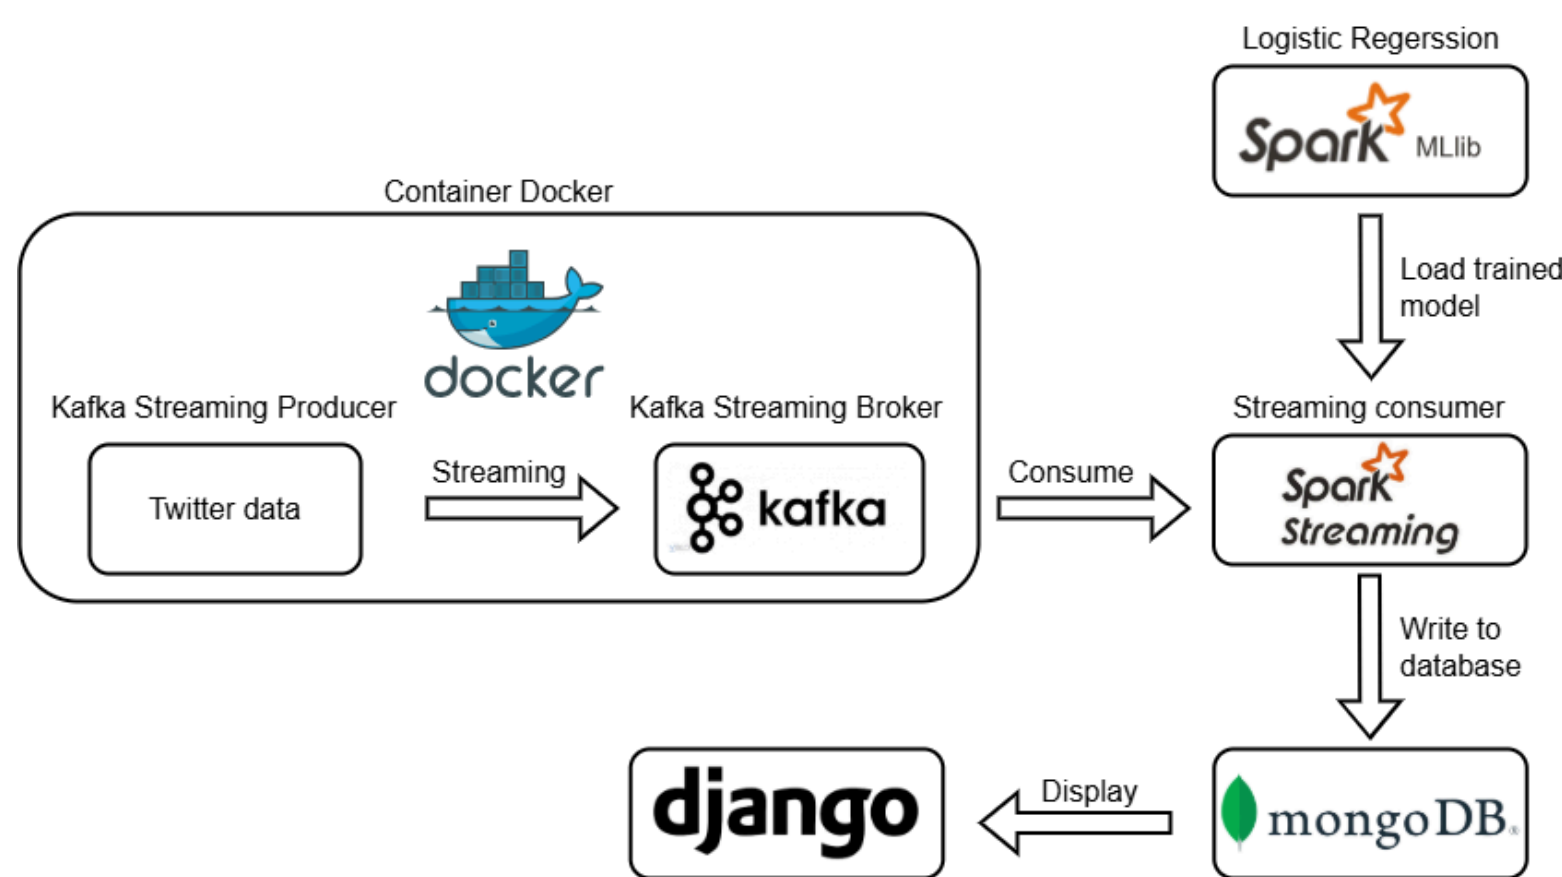 Logistic Regerssion
Spark MLlib
Container Docker
docker
Load trained
model
Kafka Streaming Producer
Kafka Streaming Broker
Streaming consumer
Twitter data
Streaming
kafka
Consume
Spark
Streaming
Write to
database
django
Display
mongoDB®